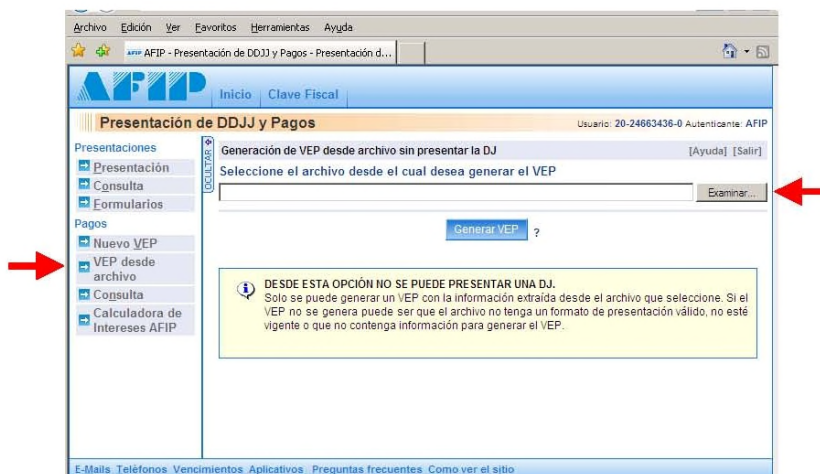 Archivo Edición Ver Favoritos Herramientas Ayuda
AFIP AFIP - Presentación de DDJJ y Pagos - Presentación d...
AFIP Inicio Clave Fiscal
Presentación de DDJJ y Pagos
Usuario: 20-24663436-0 Autenticante: AFIP
Presentaciones
Presentación
Consulta
Formularios
Pagos
Nuevo VEP
VEP desde
archivo
Consulta
Calculadora de
Intereses AFIP
OCULTAR
Generación de VEP desde archivo sin presentar la DJ
[Ayuda] [Salir]
Seleccione el archivo desde el cual desea generar el VEP
Examinar...
Generar VEP ?
DESDE ESTA OPCIÓN NO SE PUEDE PRESENTAR UNA DJ.
Solo se puede generar un VEP con la información extraída desde el archivo que seleccione. Si el
VEP no se genera puede ser que el archivo no tenga un formato de presentación válido, no esté
vigente o que no contenga información para generar el VEP.
E-Mails Teléfonos Vencimientos Aplicativos Preguntas frecuentes Como ver el sitio